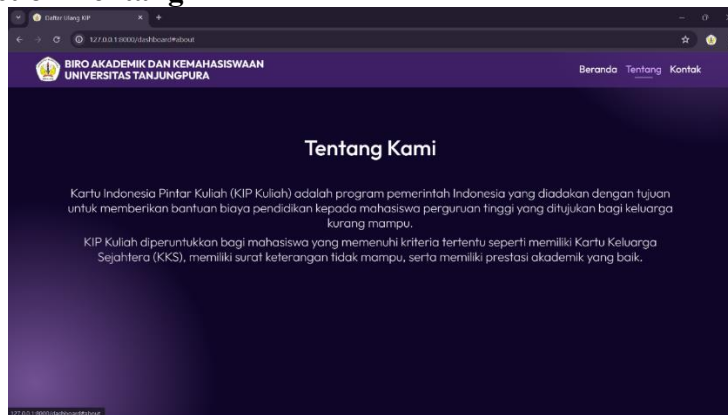 Daftar Ulang KIP
127.0.0.1:8000/dashboard#about
BIRO AKADEMIK DAN KEMAHASISWAAN
UNIVERSITAS TANJUNGPURA
Beranda Tentang Kontak
Tentang Kami
Kartu Indonesia Pintar Kuliah (KIP Kuliah) adalah program pemerintah Indonesia yang diadakan dengan tujuan
untuk memberikan bantuan biaya pendidikan kepada mahasiswa perguruan tinggi yang ditujukan bagi keluarga
kurang mampu.
KIP Kuliah diperuntukkan bagi mahasiswa yang memenuhi kriteria tertentu seperti memiliki Kartu Keluarga
Sejahtera (KKS), memiliki surat keterangan tidak mampu, serta memiliki prestasi akademik yang baik.
127.0.0.1:8000/dashboard#about